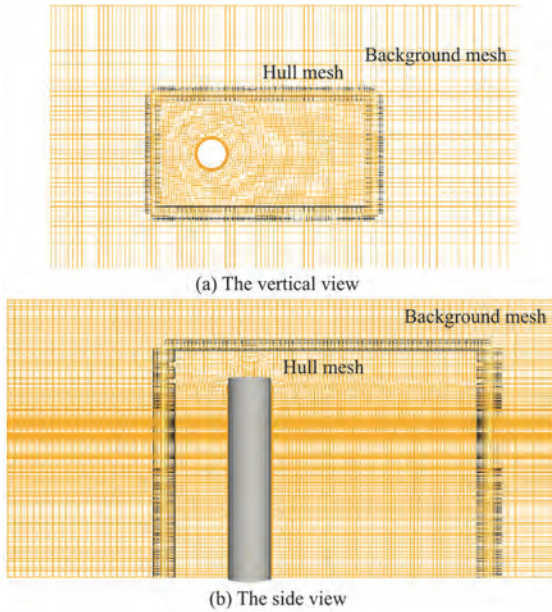 Background mesh
Hull mesh
(a) The vertical view
Background mesh
Hull mesh
(b) The side view